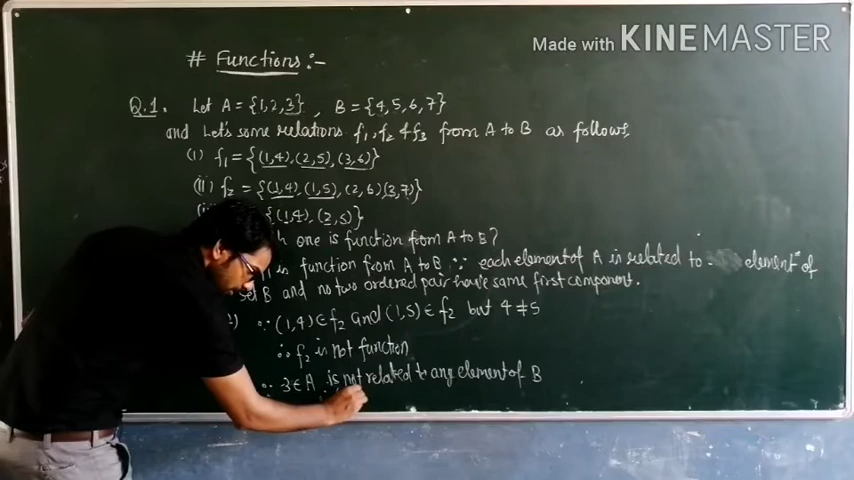 Made with KINEMASTER
# Functions :-
Q.1. Let A = {1,2,3} , B = {4,5,6,7}
and Let's some relations f₁, f₂ & f₃ from A to B as follows,
(i) f₁ = {(1,4), (2,5), (3,6)}
(ii) f₂ = {(1,4), (1,5), (2,6) (3,7)}
{(1,4), (2,5)}
one is function from A to B?
is function from A to B ∵ each element of A is related to element of
set B and no two ordered pair have same first component.
∵ (1,4) ∈ f₂ and (1,5) ∈ f₂ but 4 ≠ 5
∴ f₂ is not function
∵ 3 ∈ A is not related to any element of B